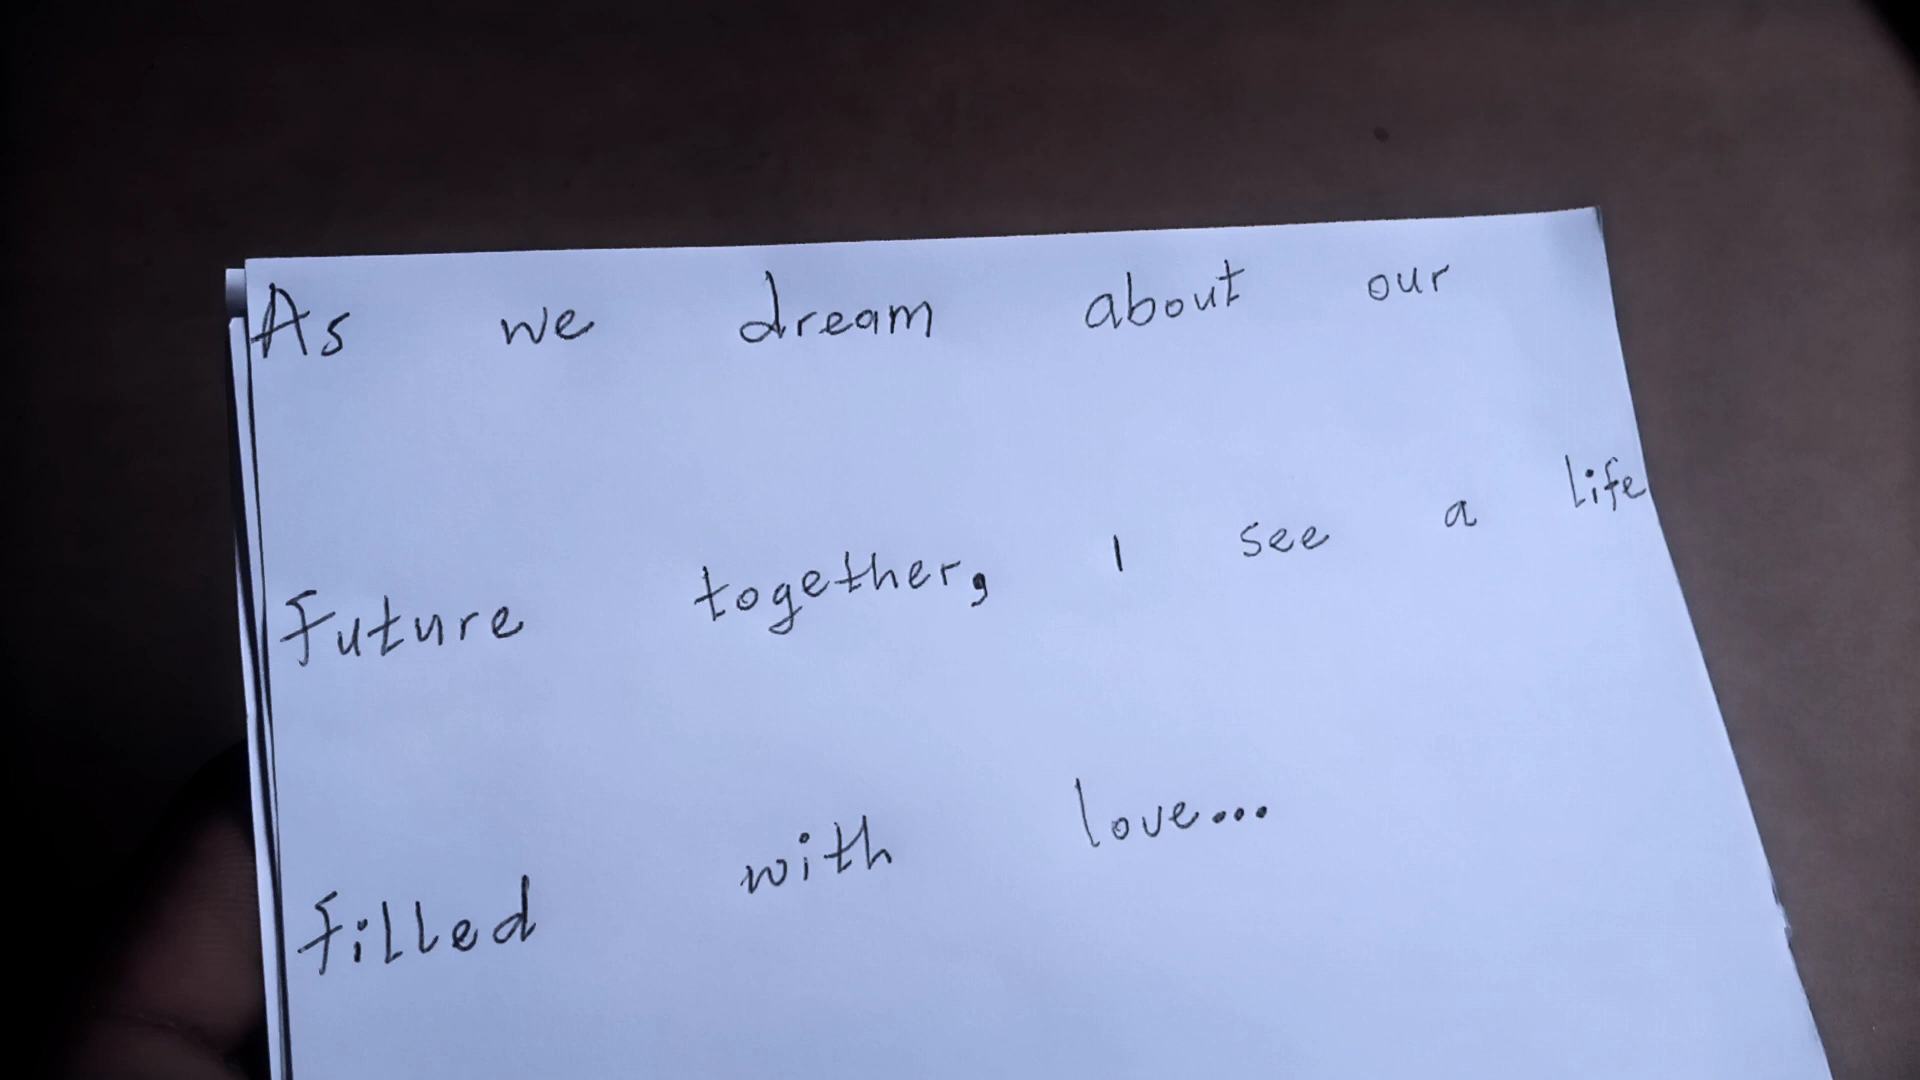 As we dream about our
future together, I see a life
filled with love...